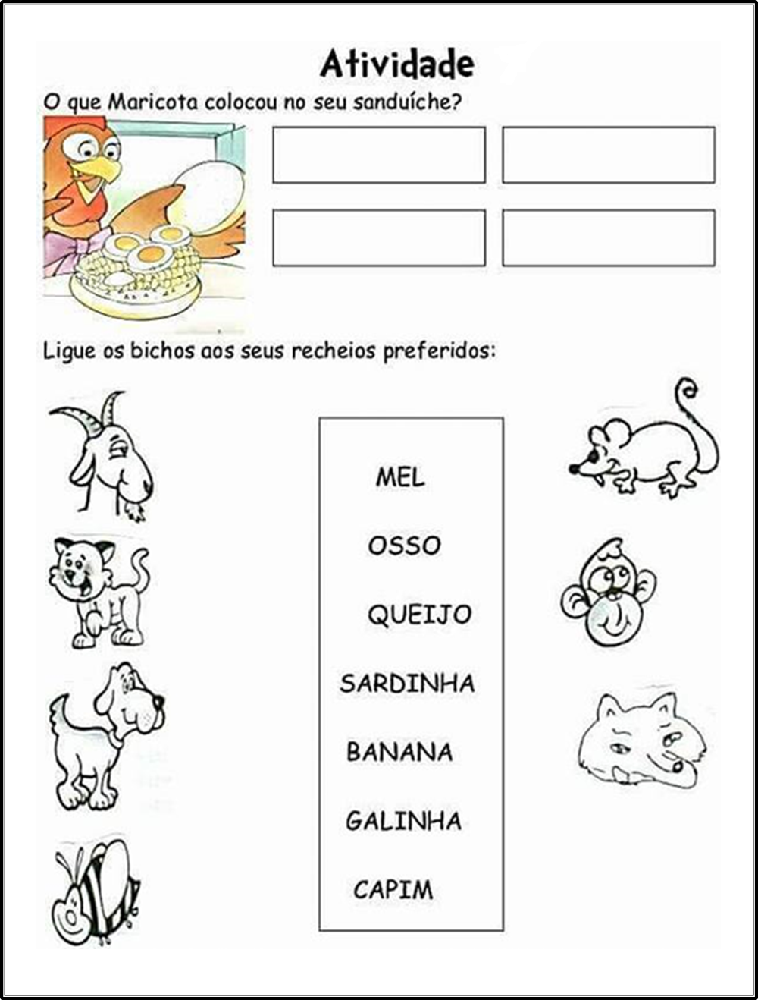 Atividade
O que Maricota colocou no seu sanduíche?
Ligue os bichos aos seus recheios preferidos:
MEL
OSSO
QUEIJO
SARDINHA
BANANA
GALINHA
CAPIM